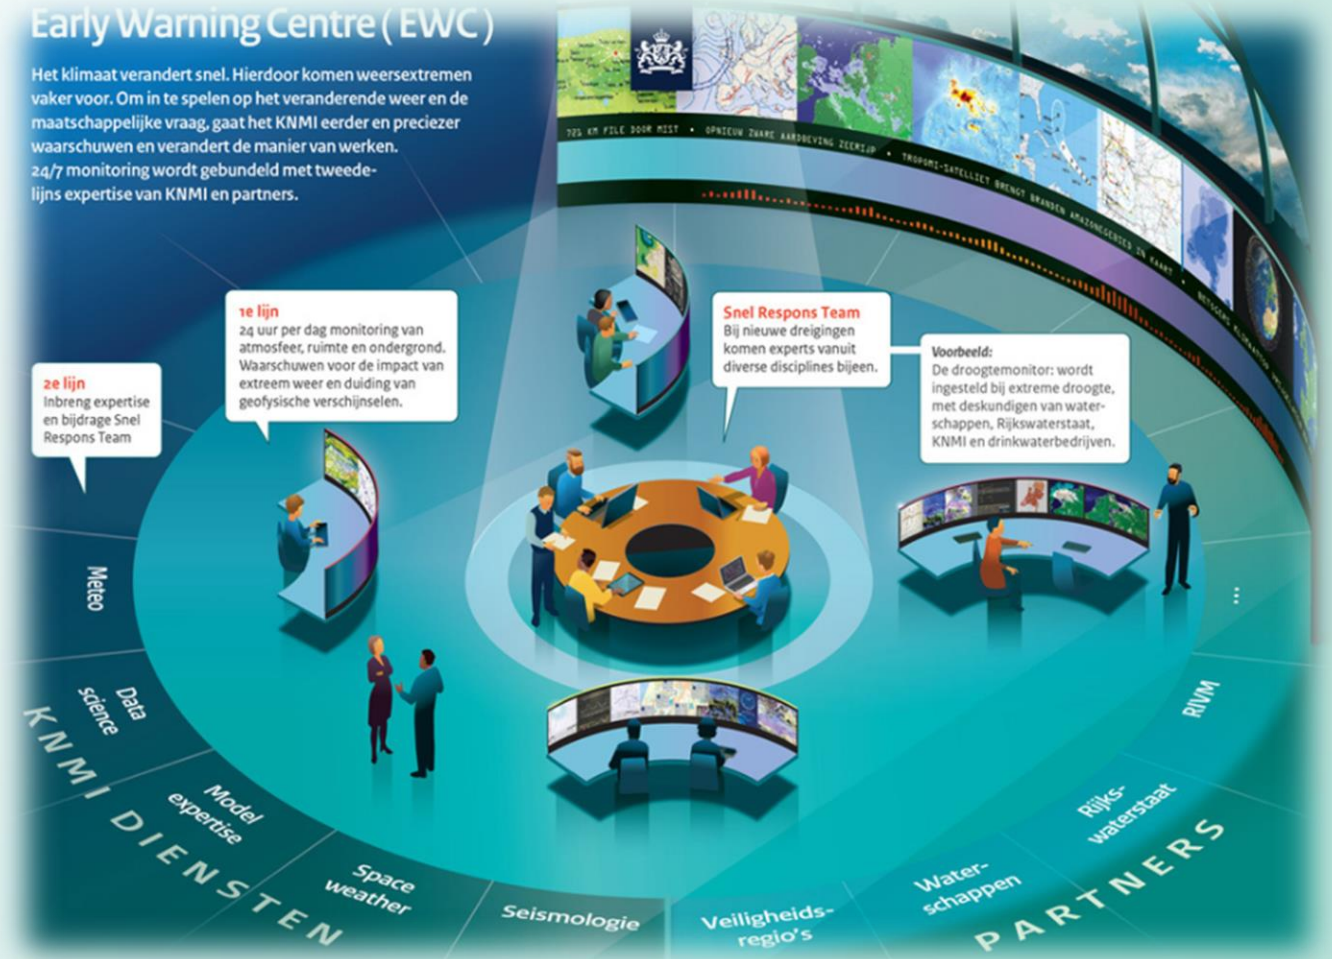 Early Warning Centre ( EWC )
Het klimaat verandert snel. Hierdoor komen weersextremen
vaker voor. Om in te spelen op het veranderende weer en de
maatschappelijke vraag, gaat het KNMI eerder en preciezer
waarschuwen en verandert de manier van werken.
24/7 monitoring wordt gebundeld met tweede-
lijns expertise van KNMI en partners.
721 KM FILE DOOR MIST • OPNIEUW ZWARE AARDBEVING ZEERIJP • TROPOMI-SATELLIET BRENGT BRANDEN AMAZONEGEBIED IN KAART •
1e lijn
24 uur per dag monitoring van
atmosfeer, ruimte en ondergrond.
Waarschuwen voor de impact van
extreem weer en duiding van
geofysische verschijnselen.
Snel Respons Team
Bij nieuwe dreigingen
komen experts vanuit
diverse disciplines bijeen.
Voorbeeld:
De droogtemonitor: wordt
ingesteld bij extreme droogte,
met deskundigen van water-
schappen, Rijkswaterstaat,
KNMI en drinkwaterbedrijven.
2e lijn
Inbreng expertise
en bijdrage Snel
Respons Team
Meteo
Data
science
Model
expertise
Space
weather
Seismologie
KNMI DIENSTEN
Veiligheids-
regio's
Water-
schappen
Rijks-
waterstaat
RIVM
...
PARTNERS